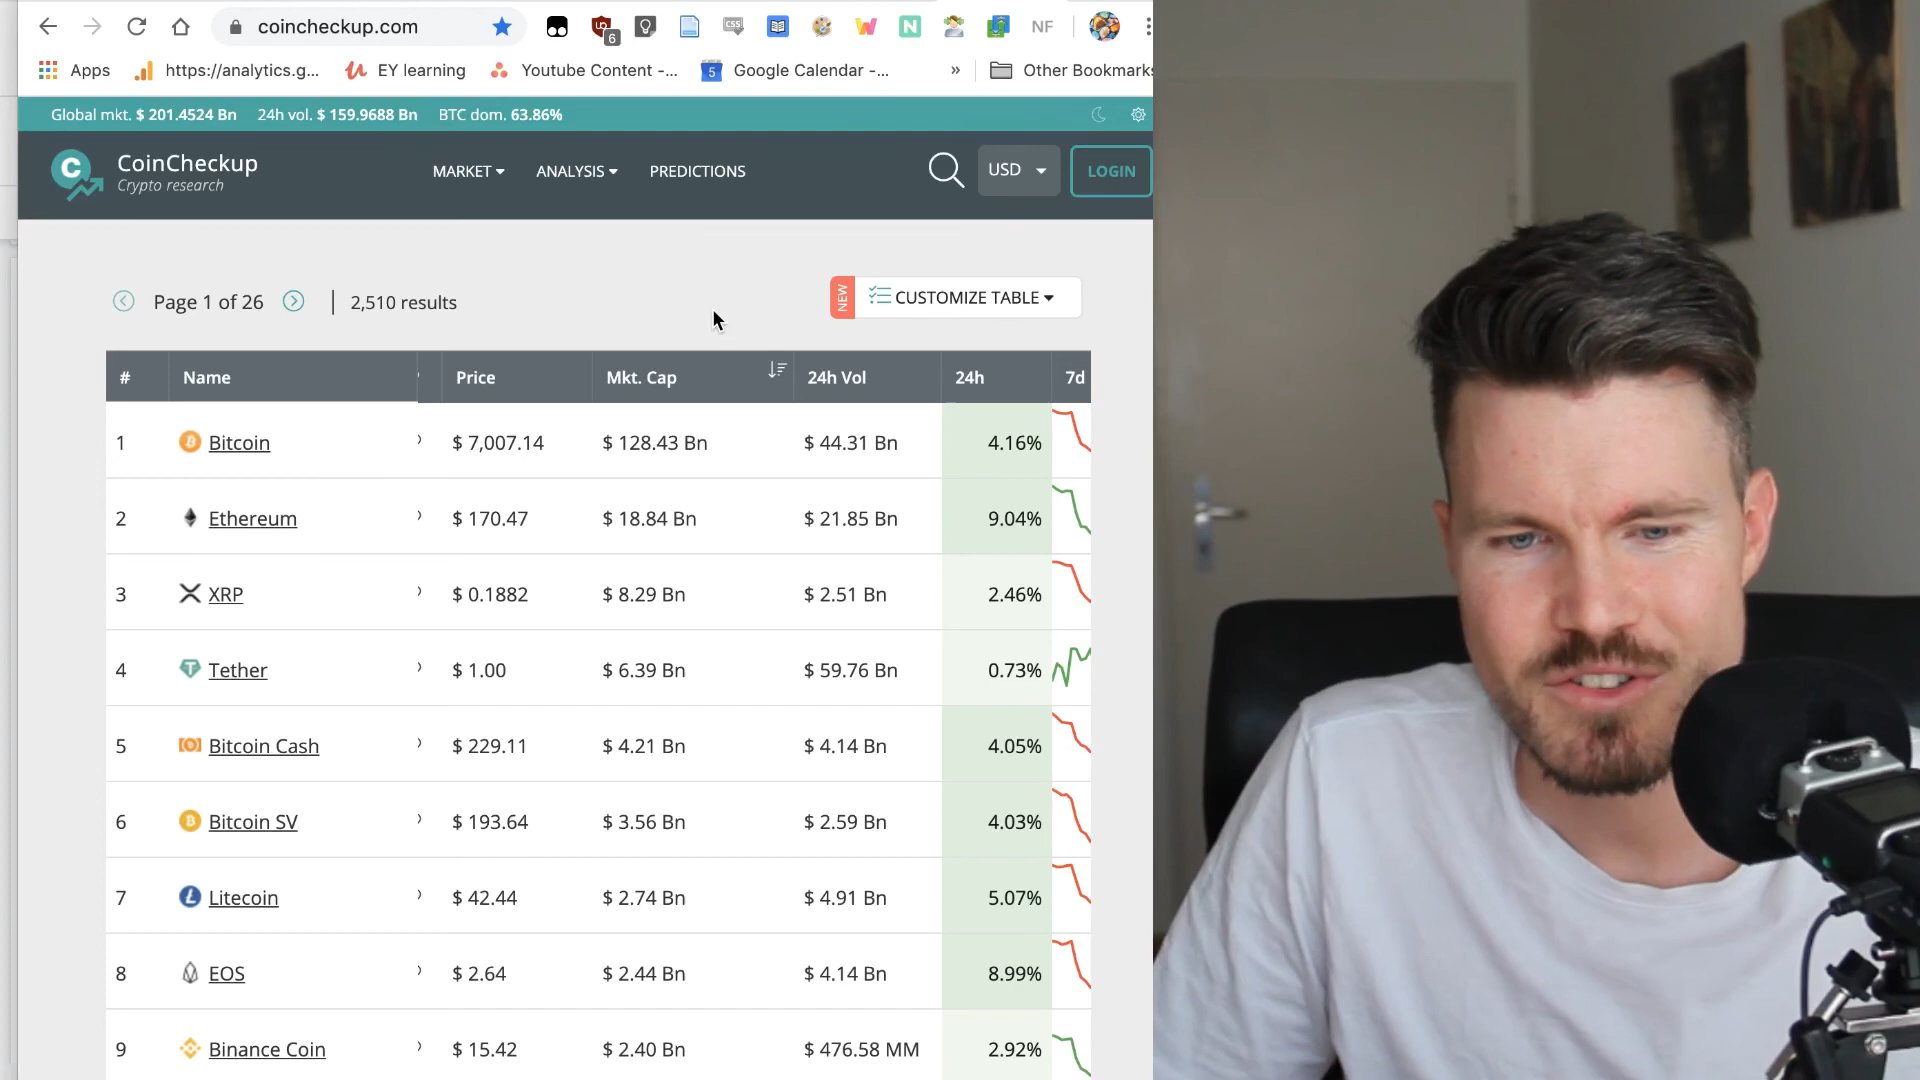 coincheckup.com
6
CSS
W
N
NF
Apps
https://analytics.g...
EY learning
Youtube Content -...
5
Google Calendar -...
»
Other Bookmarks
Global mkt. $ 201.4524 Bn 24h vol. $ 159.9688 Bn BTC dom. 63.86%
CoinCheckup
Crypto research
MARKET
ANALYSIS
PREDICTIONS
USD
LOGIN
Page 1 of 26
2,510 results
NEW
CUSTOMIZE TABLE
# Name Price Mkt. Cap 24h Vol 24h 7d
1 Bitcoin $ 7,007.14 $ 128.43 Bn $ 44.31 Bn 4.16%
2 Ethereum $ 170.47 $ 18.84 Bn $ 21.85 Bn 9.04%
3 XRP $ 0.1882 $ 8.29 Bn $ 2.51 Bn 2.46%
4 Tether $ 1.00 $ 6.39 Bn $ 59.76 Bn 0.73%
5 Bitcoin Cash $ 229.11 $ 4.21 Bn $ 4.14 Bn 4.05%
6 Bitcoin SV $ 193.64 $ 3.56 Bn $ 2.59 Bn 4.03%
7 Litecoin $ 42.44 $ 2.74 Bn $ 4.91 Bn 5.07%
8 EOS $ 2.64 $ 2.44 Bn $ 4.14 Bn 8.99%
9 Binance Coin $ 15.42 $ 2.40 Bn $ 476.58 MM 2.92%